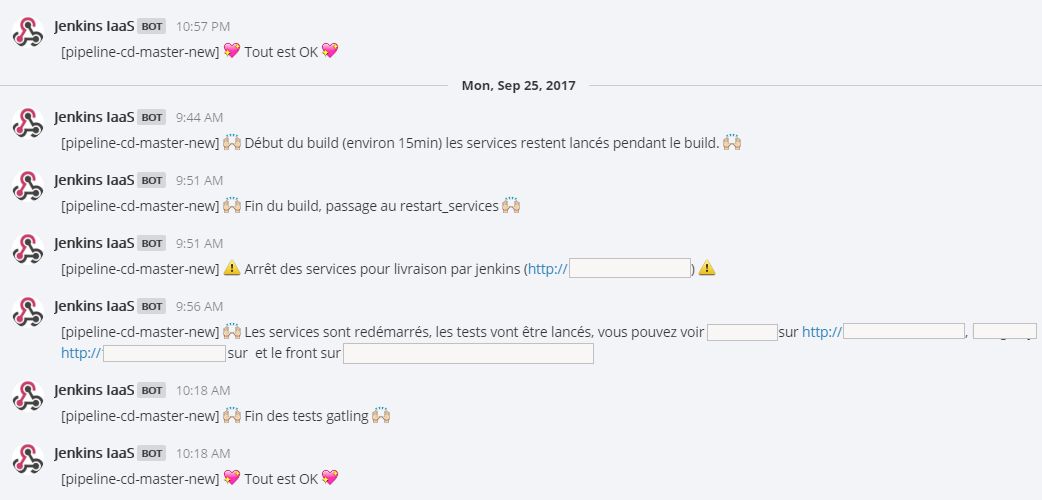 Jenkins IaaS BOT 10:57 PM
[pipeline-cd-master-new] 💖 Tout est OK 💖
Mon, Sep 25, 2017
Jenkins IaaS BOT 9:44 AM
[pipeline-cd-master-new] 🙌 Début du build (environ 15min) les services restent lancés pendant le build. 🙌
Jenkins IaaS BOT 9:51 AM
[pipeline-cd-master-new] 🙌 Fin du build, passage au restart_services 🙌
Jenkins IaaS BOT 9:51 AM
[pipeline-cd-master-new] ⚠️ Arrêt des services pour livraison par jenkins (http:// ) ⚠️
Jenkins IaaS BOT 9:56 AM
[pipeline-cd-master-new] 🙌 Les services sont redémarrés, les tests vont être lancés, vous pouvez voir sur http:// ,
http:// sur et le front sur
Jenkins IaaS BOT 10:18 AM
[pipeline-cd-master-new] 🙌 Fin des tests gatling 🙌
Jenkins IaaS BOT 10:18 AM
[pipeline-cd-master-new] 💖 Tout est OK 💖